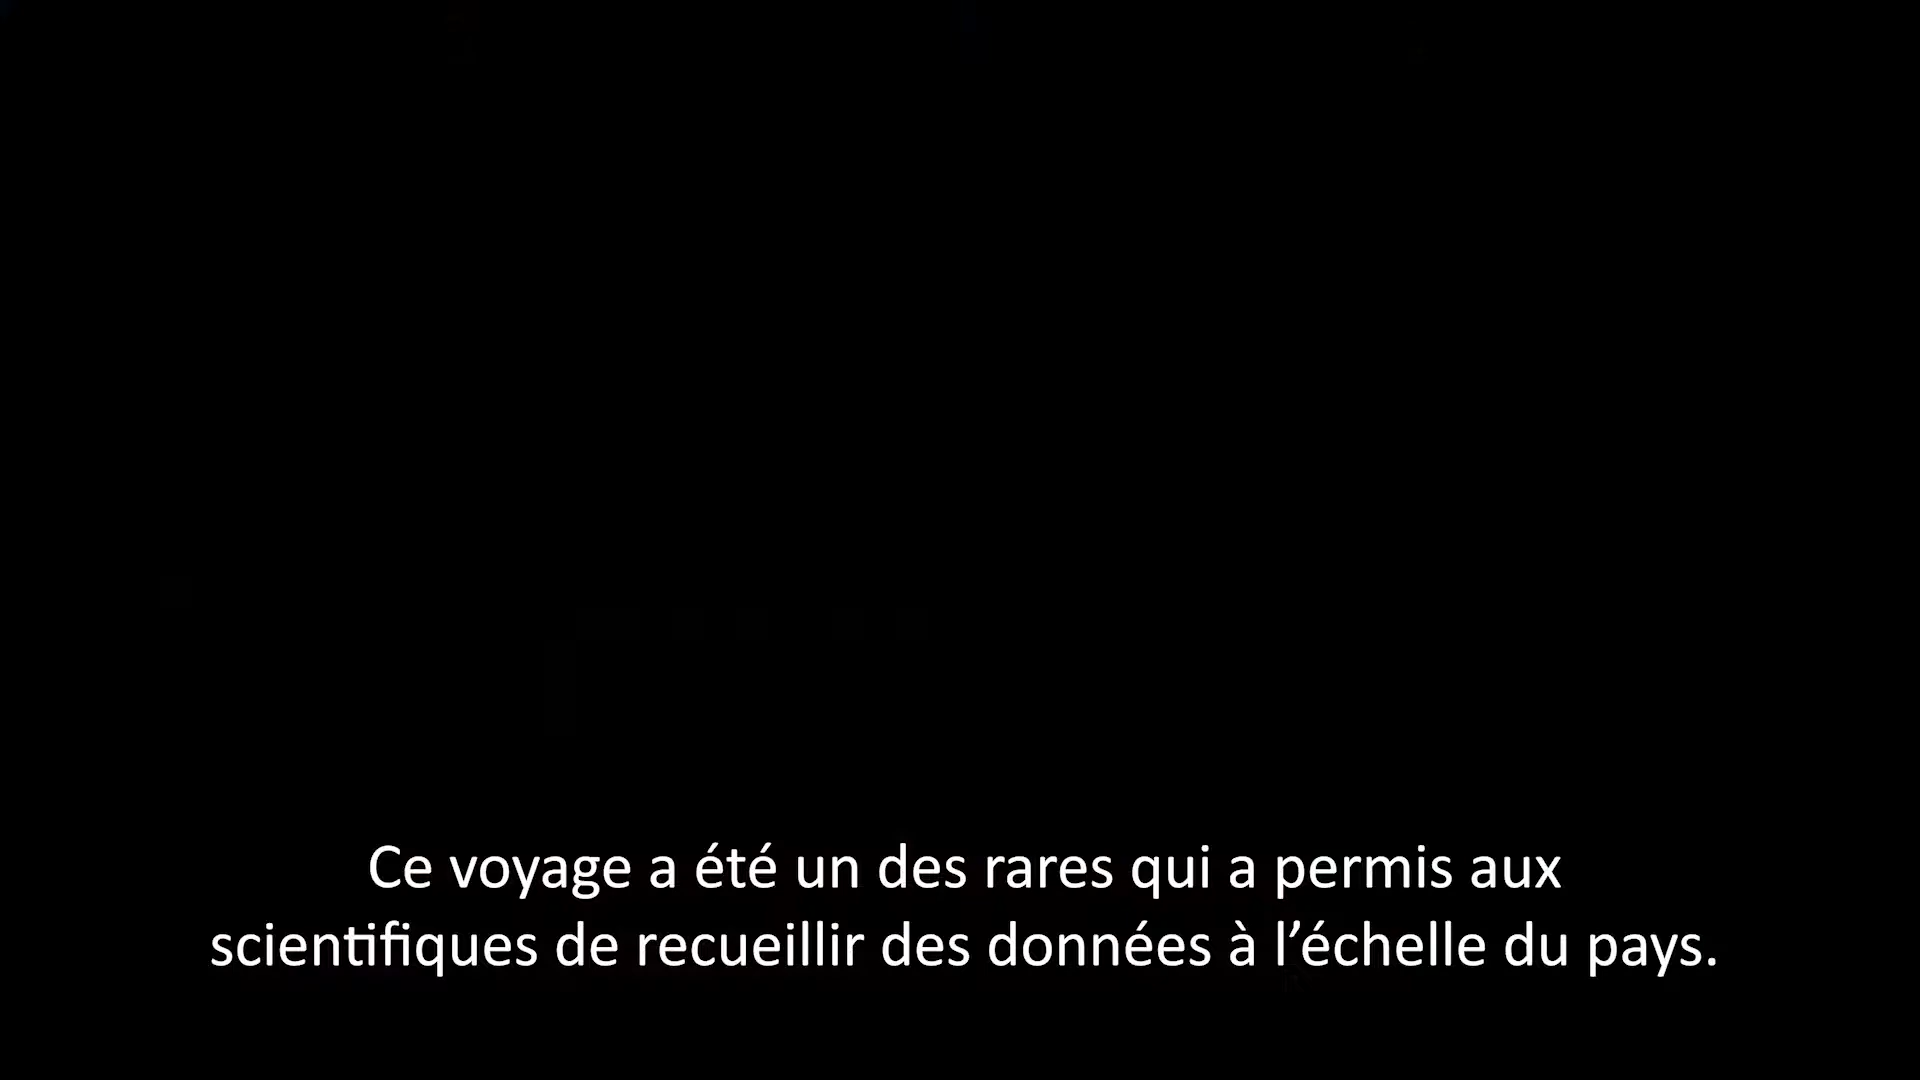 Ce voyage a été un des rares qui a permis aux
scientifiques de recueillir des données à l’échelle du pays.